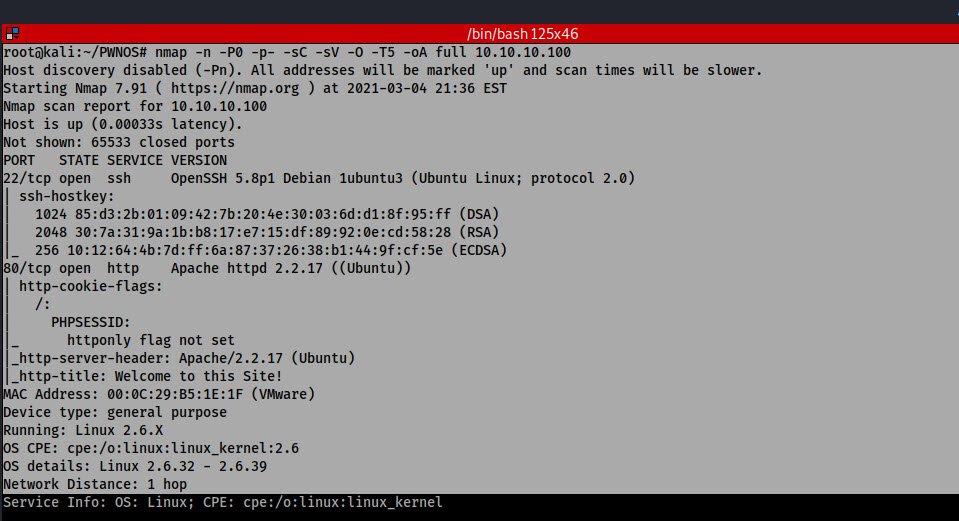 /bin/bash 125x46
root@kali:~/PWNOS# nmap -n -P0 -p- -sC -sV -O -T5 -oA full 10.10.10.100
Host discovery disabled (-Pn). All addresses will be marked 'up' and scan times will be slower.
Starting Nmap 7.91 ( https://nmap.org ) at 2021-03-04 21:36 EST
Nmap scan report for 10.10.10.100
Host is up (0.00033s latency).
Not shown: 65533 closed ports
PORT   STATE SERVICE VERSION
22/tcp open  ssh     OpenSSH 5.8p1 Debian 1ubuntu3 (Ubuntu Linux; protocol 2.0)
| ssh-hostkey:
|   1024 85:d3:2b:01:09:42:7b:20:4e:30:03:6d:d1:8f:95:ff (DSA)
|   2048 30:7a:31:9a:1b:b8:17:e7:15:df:89:92:0e:cd:58:28 (RSA)
|_  256 10:12:64:4b:7d:ff:6a:87:37:26:38:b1:44:9f:cf:5e (ECDSA)
80/tcp open  http    Apache httpd 2.2.17 ((Ubuntu))
| http-cookie-flags:
|   /:
|     PHPSESSID:
|_      httponly flag not set
|_http-server-header: Apache/2.2.17 (Ubuntu)
|_http-title: Welcome to this Site!
MAC Address: 00:0C:29:B5:1E:1F (VMware)
Device type: general purpose
Running: Linux 2.6.X
OS CPE: cpe:/o:linux:linux_kernel:2.6
OS details: Linux 2.6.32 - 2.6.39
Network Distance: 1 hop
Service Info: OS: Linux; CPE: cpe:/o:linux:linux_kernel